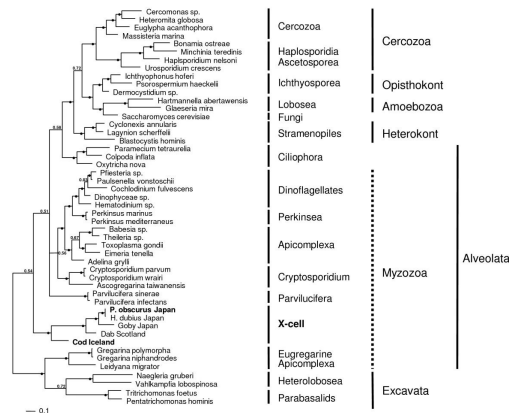 Cercomonas sp.
Heteromita globosa
Euglypha acanthophora
Massisteria marina
Bonamia ostreae
Minchinia teredinis
Haplsporidium nelsoni
Urosporidium crescens
Ichthyophonus hoferi
Psorospermium haeckelii
Dermocystidium sp.
Hartmannella abertawensis
Glaeseria mira
Saccharomyces cerevisiae
Cyclonexis annularis
Lagynion scherffelii
Blastocystis hominis
Paramecium tetraurelia
Colpoda inflata
Oxytricha nova
Pfiesteria sp.
Paulsenella vonstoschii
Cochlodinium fulvescens
Dinophyceae sp.
Hematodinium sp.
Perkinsus marinus
Perkinsus mediterraneus
Babesia sp.
Theileria sp.
Toxoplasma gondii
Eimeria tenella
Adelina grylli
Cryptosporidium parvum
Cryptosporidium wrairi
Ascogregarina taiwanensis
Parvilucifera sinerae
Parvilucifera infectans
P. obscurus Japan
H. dubius Japan
Goby Japan
Dab Scotland
Cod Iceland
Gregarina polymorpha
Gregarina niphandrodes
Leidyana migrator
Naegleria gruberi
Vahlkampfia lobospinosa
Tritrichomonas foetus
Pentatrichomonas hominis
Cercozoa
Haplosporidia
Ascetosporea
Ichthyosporea
Lobosea
Fungi
Stramenopiles
Ciliophora
Dinoflagellates
Perkinsea
Apicomplexa
Cryptosporidium
Parvilucifera
X-cell
Eugregarine
Apicomplexa
Heterolobosea
Parabasalids
Cercozoa
Opisthokont
Amoebozoa
Heterokont
Myzozoa
Excavata
Alveolata
0.72
0.51
0.54
0.72
0.1